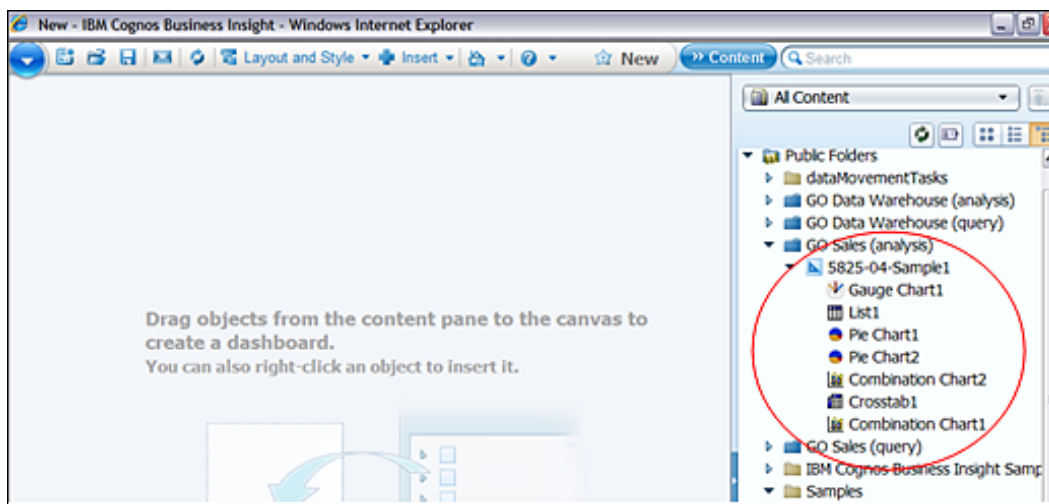 New - IBM Cognos Business Insight - Windows Internet Explorer
Layout and Style Insert New Content Search
All Content
Public Folders
dataMovementTasks
GO Data Warehouse (analysis)
GO Data Warehouse (query)
GO Sales (analysis)
5825-04-Sample1
Gauge Chart1
List1
Pie Chart1
Pie Chart2
Combination Chart2
Crosstab1
Combination Chart1
GO Sales (query)
IBM Cognos Business Insight Samp
Samples
Drag objects from the content pane to the canvas to
create a dashboard.
You can also right-click an object to insert it.